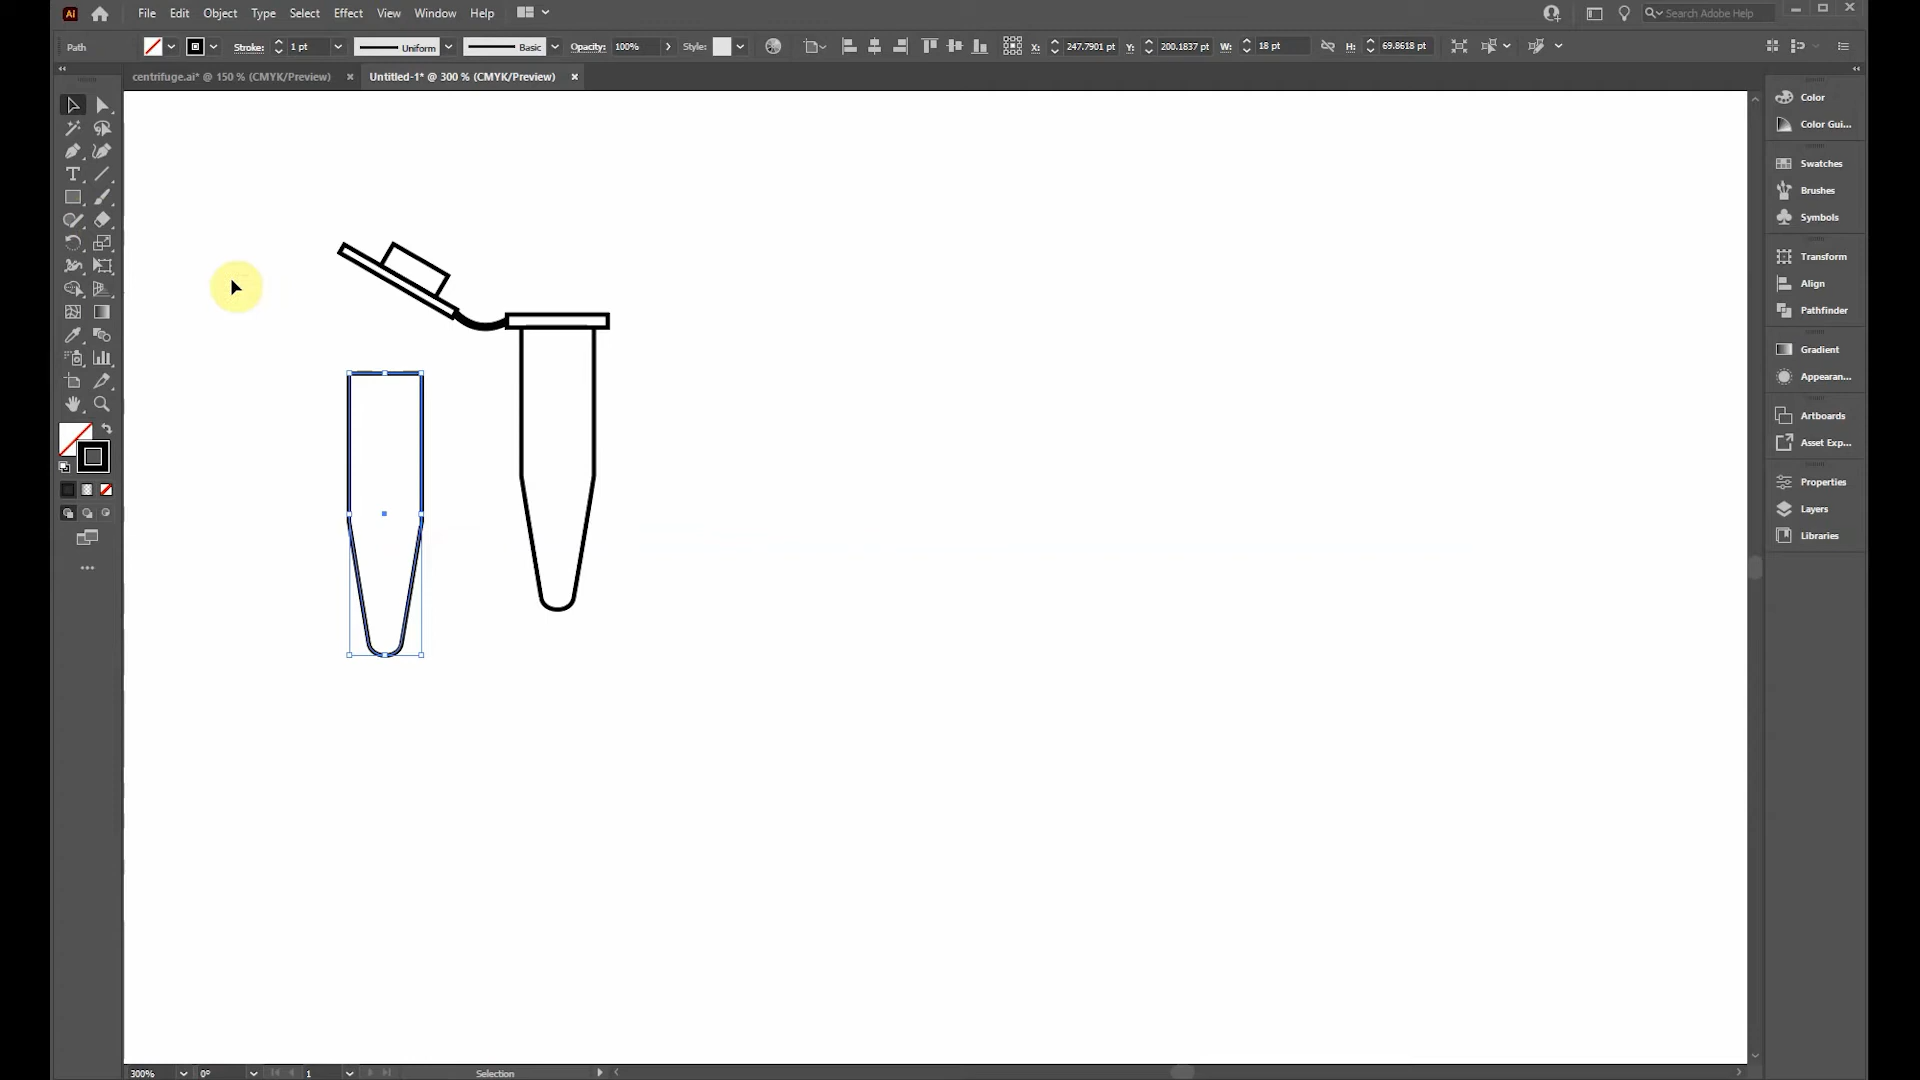 Ai File Edit Object Type Select Effect View Window Help Search Adobe Help
Path Stroke: 1 pt Uniform Basic Opacity: 100% Style: X: 247.7901 pt Y: 200.1837 pt W: 18 pt H: 69.8618 pt
centrifuge.ai* @ 150 % (CMYK/Preview) × Untitled-1* @ 300 % (CMYK/Preview) ×
Color
Color Gui...
Swatches
Brushes
Symbols
Transform
Align
Pathfinder
Gradient
Appearan...
Artboards
Asset Exp...
Properties
Layers
Libraries
300% 0° 1 Selection